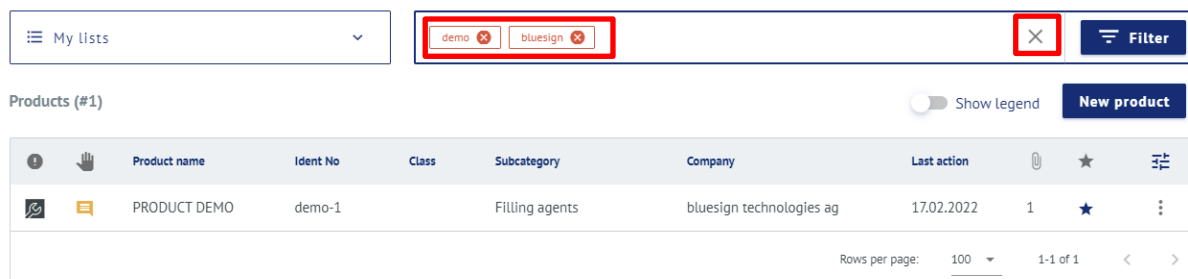 My lists
demo bluesign Filter
Products (#1) Show legend New product
Product name Ident No Class Subcategory Company Last action
PRODUCT DEMO demo-1 Filling agents bluesign technologies ag 17.02.2022 1
Rows per page: 100 1-1 of 1